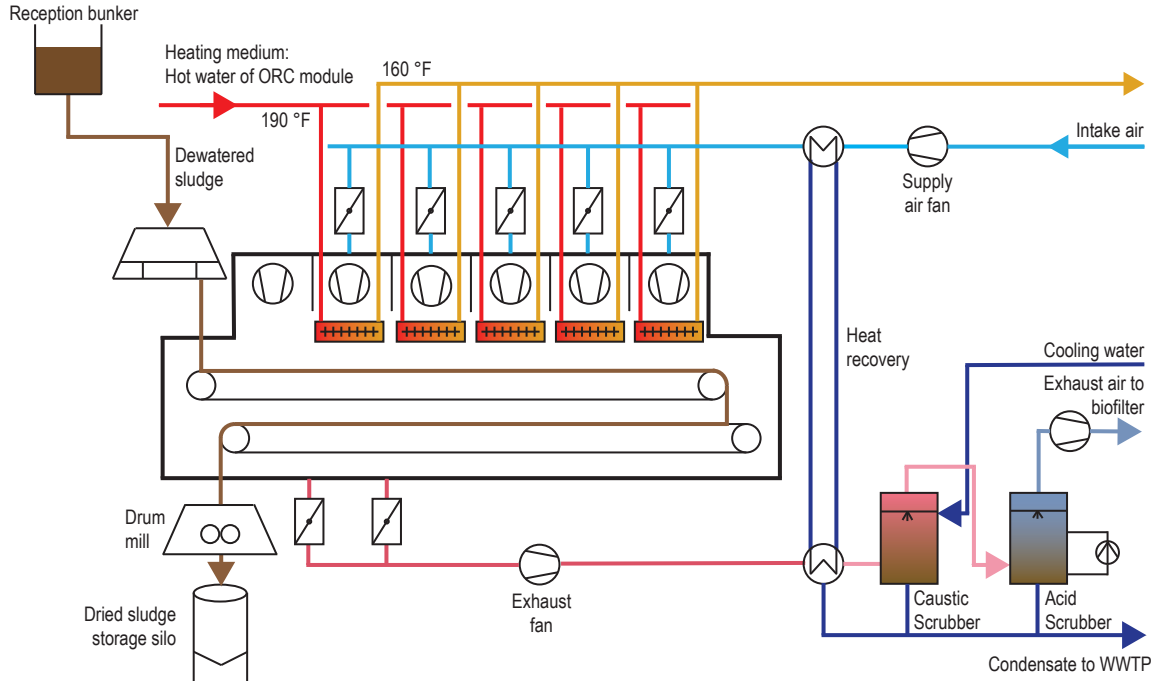 Reception bunker
Heating medium:
Hot water of ORC module
160 °F
190 °F
Intake air
Dewatered
sludge
Supply
air fan
Heat
recovery
Cooling water
Exhaust air to
biofilter
Drum
mill
Exhaust
fan
Caustic
Scrubber
Acid
Scrubber
Dried sludge
storage silo
Condensate to WWTP